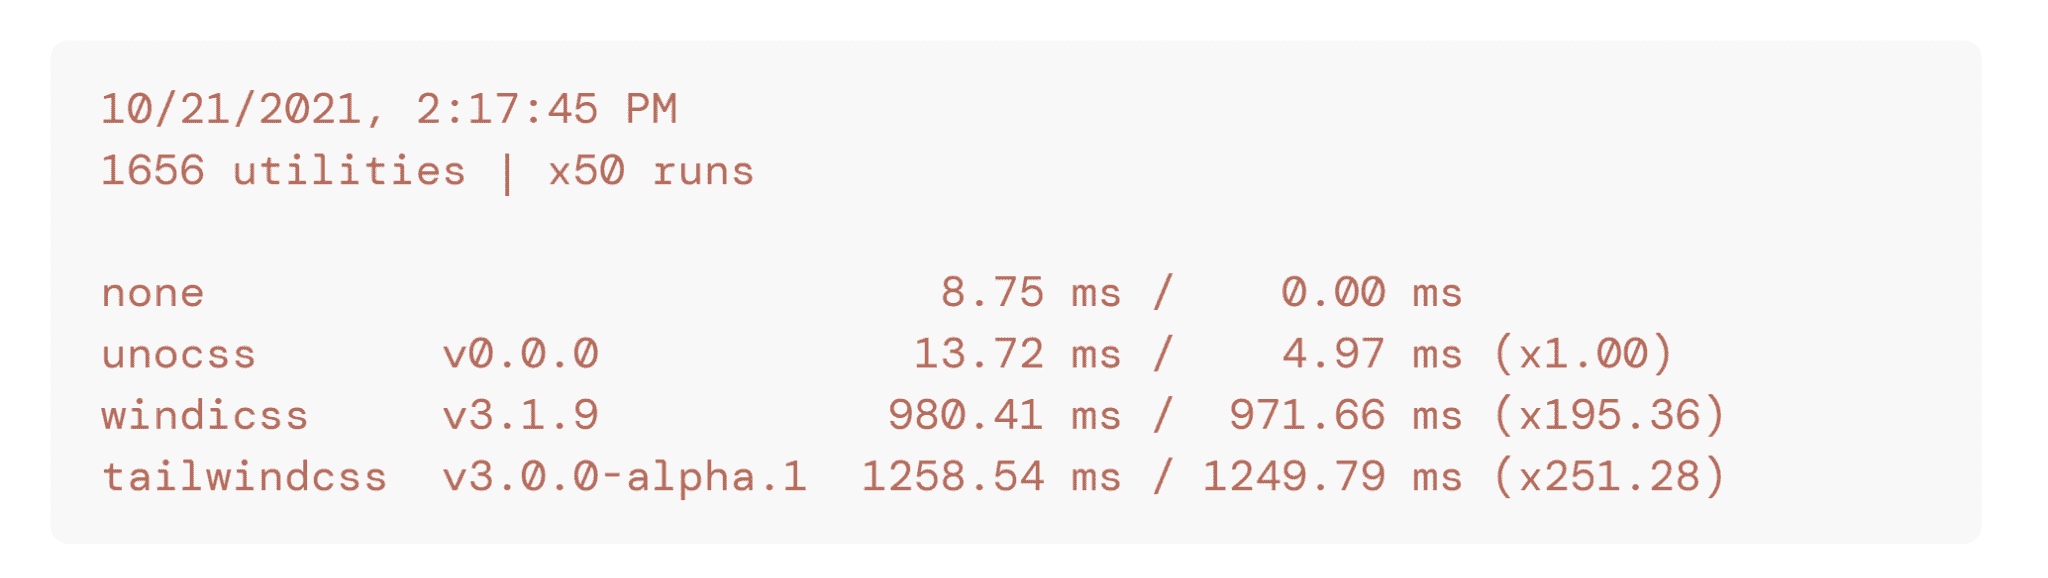 10/21/2021, 2:17:45 PM
1656 utilities | x50 runs

none                            8.75 ms /    0.00 ms
unocss       v0.0.0            13.72 ms /    4.97 ms (x1.00)
windicss     v3.1.9           980.41 ms /  971.66 ms (x195.36)
tailwindcss  v3.0.0-alpha.1  1258.54 ms / 1249.79 ms (x251.28)